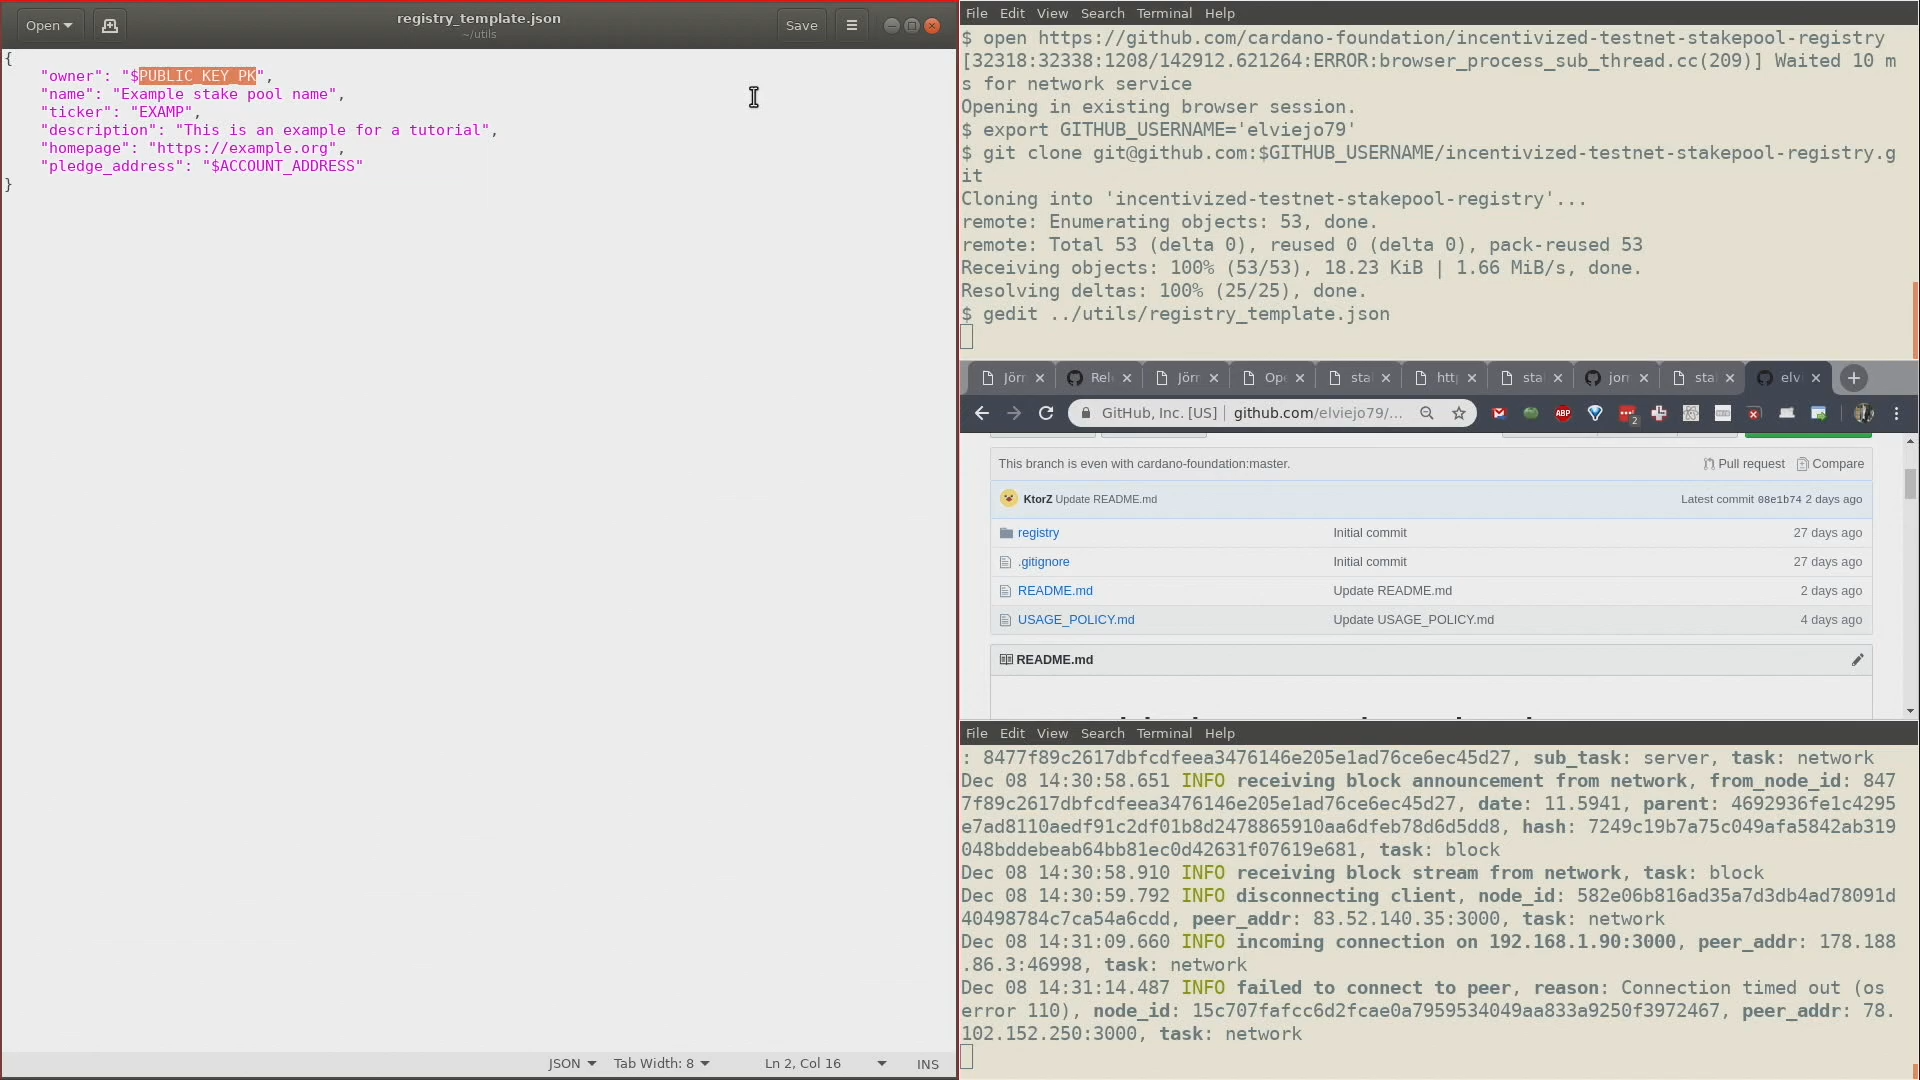 Open
registry_template.json
~/utils
Save
{
"owner": "$PUBLIC_KEY_PK",
"name": "Example stake pool name",
"ticker": "EXAMP",
"description": "This is an example for a tutorial",
"homepage": "https://example.org",
"pledge_address": "$ACCOUNT_ADDRESS"
}
JSON Tab Width: 8 Ln 2, Col 16 INS
File Edit View Search Terminal Help
$ open https://github.com/cardano-foundation/incentivized-testnet-stakepool-registry
[32318:32338:1208/142912.621264:ERROR:browser_process_sub_thread.cc(209)] Waited 10 m
s for network service
Opening in existing browser session.
$ export GITHUB_USERNAME='elviejo79'
$ git clone git@github.com:$GITHUB_USERNAME/incentivized-testnet-stakepool-registry.g
it
Cloning into 'incentivized-testnet-stakepool-registry'...
remote: Enumerating objects: 53, done.
remote: Total 53 (delta 0), reused 0 (delta 0), pack-reused 53
Receiving objects: 100% (53/53), 18.23 KiB | 1.66 MiB/s, done.
Resolving deltas: 100% (25/25), done.
$ gedit ../utils/registry_template.json
Jörn Rel Jörn Ope stal http stal jorn stal elvi
GitHub, Inc. [US] | github.com/elviejo79/... ABP 2
This branch is even with cardano-foundation:master. Pull request Compare
KtorZ Update README.md Latest commit 08e1b74 2 days ago
registry Initial commit 27 days ago
.gitignore Initial commit 27 days ago
README.md Update README.md 2 days ago
USAGE_POLICY.md Update USAGE_POLICY.md 4 days ago
README.md
File Edit View Search Terminal Help
: 8477f89c2617dbfcdfeea3476146e205e1ad76ce6ec45d27, sub_task: server, task: network
Dec 08 14:30:58.651 INFO receiving block announcement from network, from_node_id: 847
7f89c2617dbfcdfeea3476146e205e1ad76ce6ec45d27, date: 11.5941, parent: 4692936fe1c4295
e7ad8110aedf91c2df01b8d2478865910aa6dfeb78d6d5dd8, hash: 7249c19b7a75c049afa5842ab319
048bddebeab64bb81ec0d42631f07619e681, task: block
Dec 08 14:30:58.910 INFO receiving block stream from network, task: block
Dec 08 14:30:59.792 INFO disconnecting client, node_id: 582e06b816ad35a7d3db4ad78091d
40498784c7ca54a6cdd, peer_addr: 83.52.140.35:3000, task: network
Dec 08 14:31:09.660 INFO incoming connection on 192.168.1.90:3000, peer_addr: 178.188
.86.3:46998, task: network
Dec 08 14:31:14.487 INFO failed to connect to peer, reason: Connection timed out (os
error 110), node_id: 15c707fafcc6d2fcae0a7959534049aa833a9250f3972467, peer_addr: 78.
102.152.250:3000, task: network